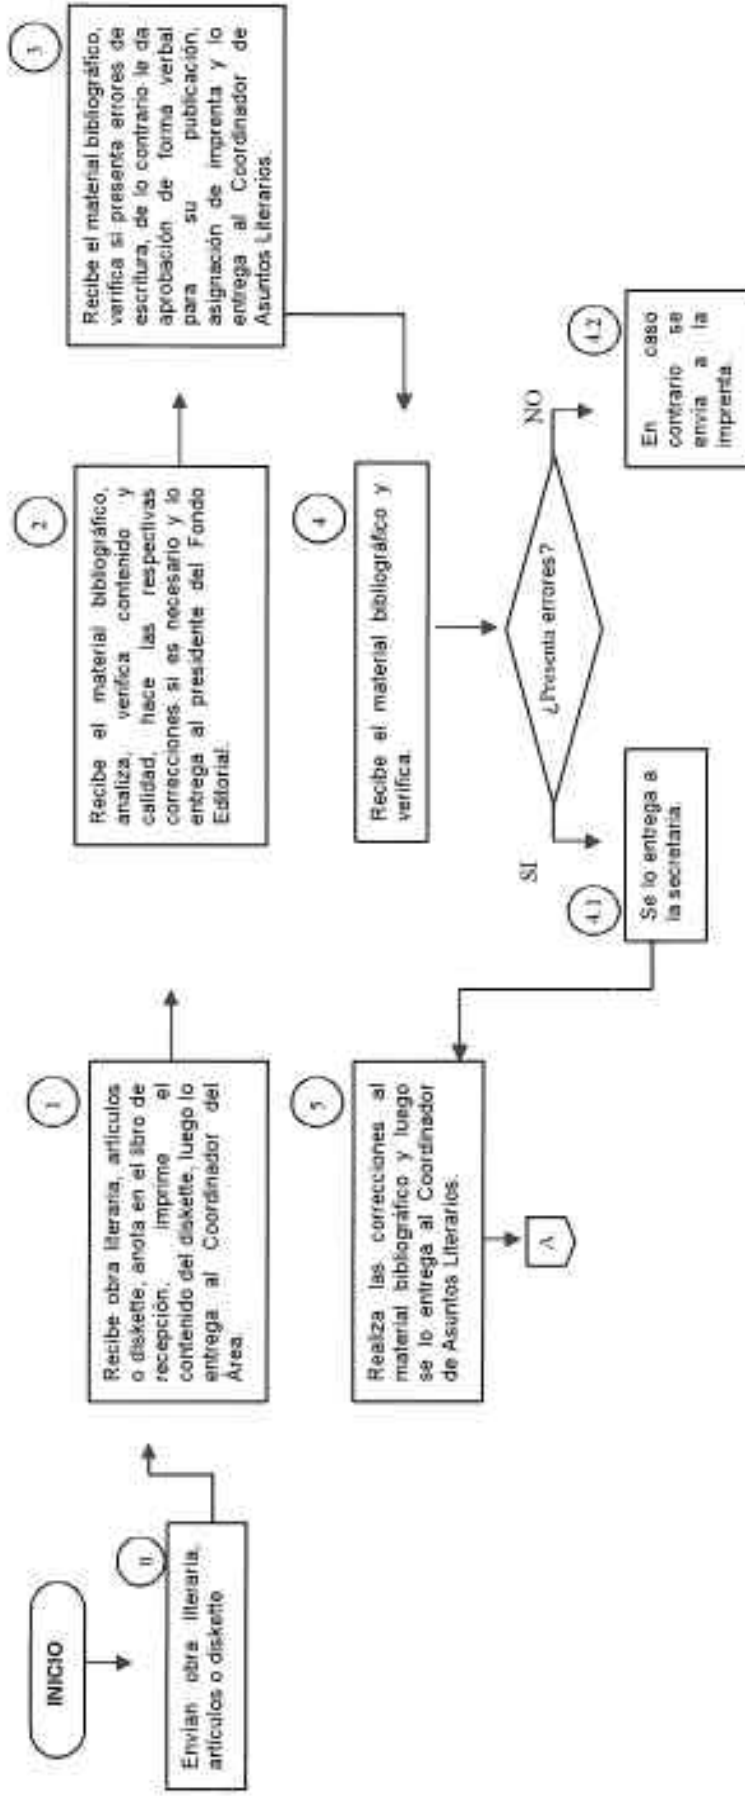 INICIO
Envían obra literaria,
artículos o diskette
1
Recibe obra literaria, artículos
o diskette, anota en el libro de
recepción, imprime el
contenido del diskette, luego lo
entrega al Coordinador del
Área.
2
Recibe el material bibliográfico,
analiza, verifica contenido y
calidad, hace las respectivas
correcciones si es necesario y lo
entrega al presidente del Fondo
Editorial.
3
Recibe el material bibliográfico,
verifica si presenta errores de
escritura, de lo contrario le da
aprobación de forma verbal
para su publicación,
asignación de imprenta y lo
entrega al Coordinador de
Asuntos Literarios.
4
Recibe el material bibliográfico y
verifica.
¿Presenta errores?
SI
NO
4.1
Se lo entrega a
la secretaria.
4.2
En caso
contrario se
envía a la
imprenta.
5
Realiza las correcciones al
material bibliográfico y luego
se lo entrega al Coordinador
de Asuntos Literarios.
A